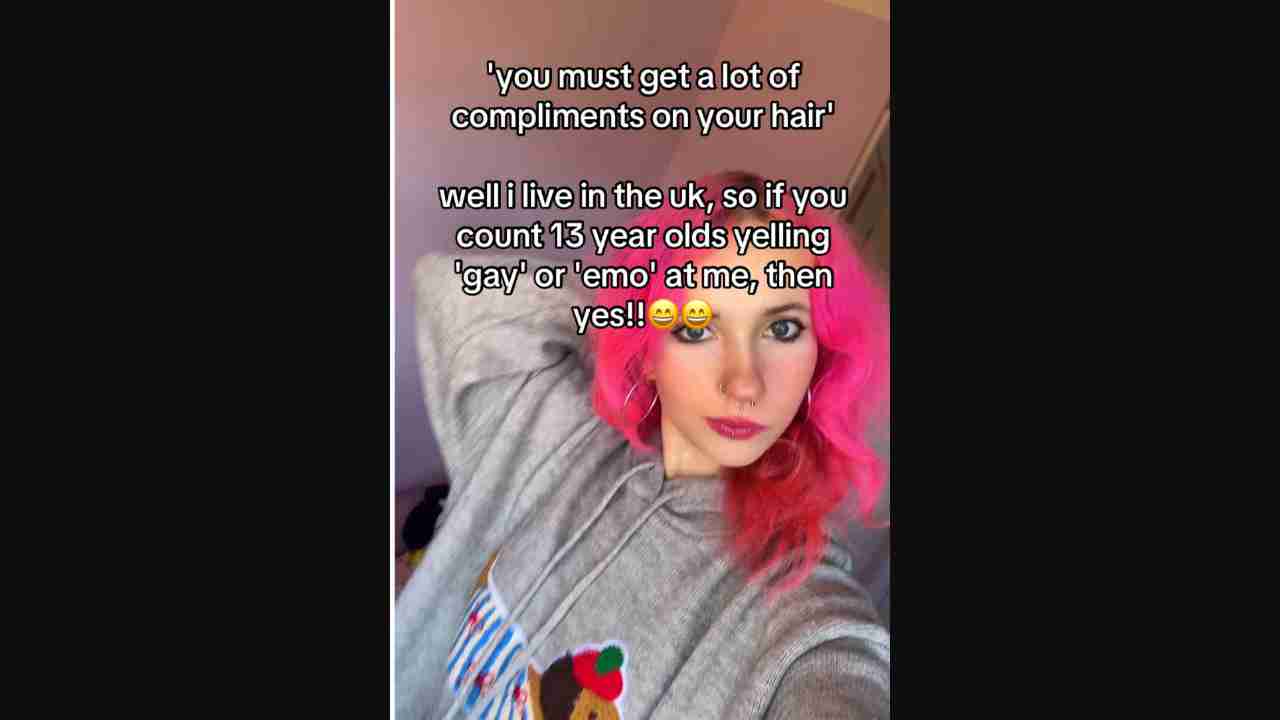 'you must get a lot of
compliments on your hair'
well i live in the uk, so if you
count 13 year olds yelling
'gay' or 'emo' at me, then
yes!!😄😄